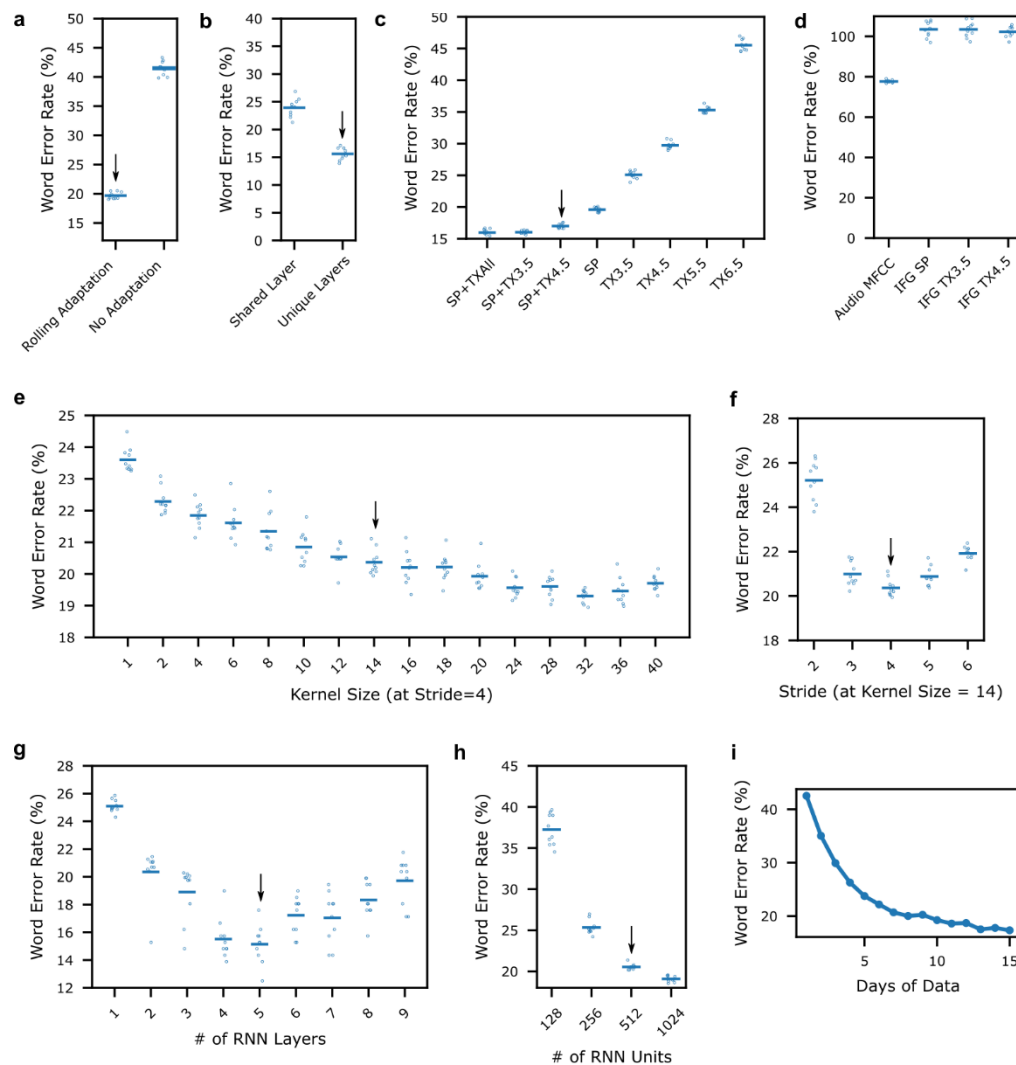 a
Word Error Rate (%)
50
45
40
35
30
25
20
15
Rolling Adaptation
No Adaptation
b
Word Error Rate (%)
40
35
30
25
20
15
10
5
0
Shared Layer
Unique Layers
c
Word Error Rate (%)
50
45
40
35
30
25
20
15
SP+TXAll
SP+TX3.5
SP+TX4.5
SP
TX3.5
TX4.5
TX5.5
TX6.5
d
Word Error Rate (%)
100
80
60
40
20
0
Audio MFCC
IFG SP
IFG TX3.5
IFG TX4.5
e
Word Error Rate (%)
25
24
23
22
21
20
19
18
1
2
4
6
8
10
12
14
16
18
20
24
28
32
36
40
Kernel Size (at Stride=4)
f
Word Error Rate (%)
28
26
24
22
20
18
2
3
4
5
6
Stride (at Kernel Size = 14)
g
Word Error Rate (%)
28
26
24
22
20
18
16
14
12
1
2
3
4
5
6
7
8
9
# of RNN Layers
h
Word Error Rate (%)
45
40
35
30
25
20
128
256
512
1024
# of RNN Units
i
Word Error Rate (%)
40
30
20
5
10
15
Days of Data